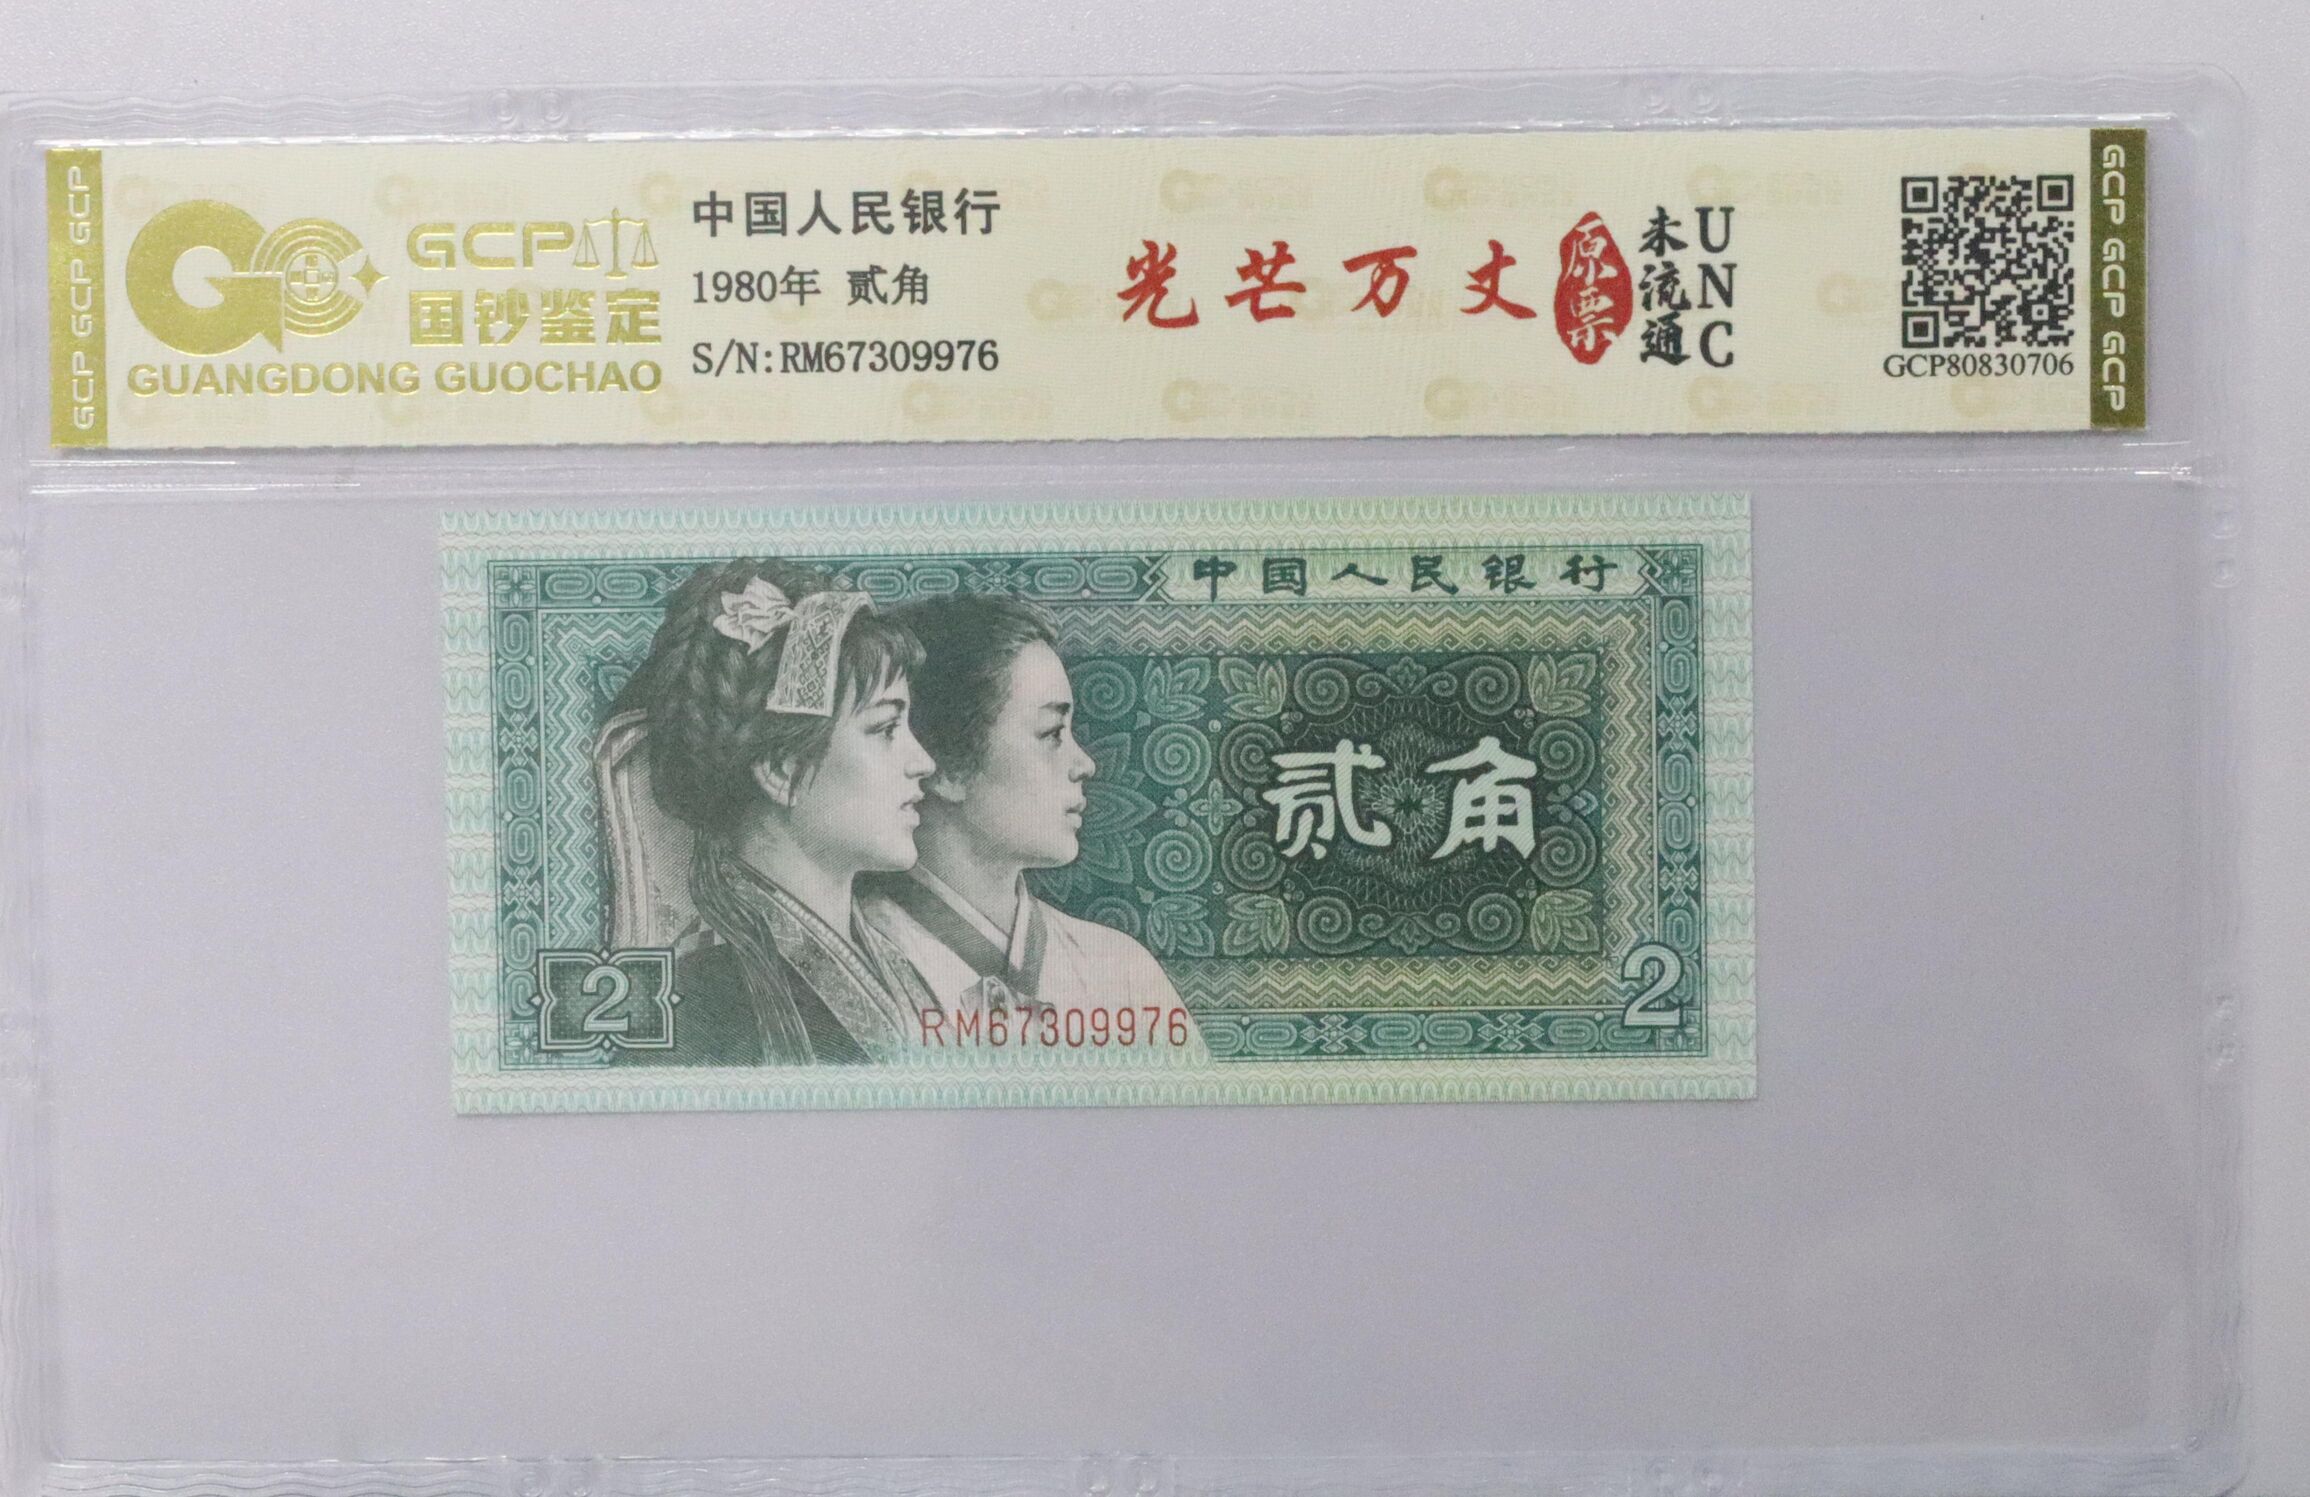 GCP GCP GCP
GCP
国钞鉴定
GUANGDONG GUOCHAO
中国人民银行
1980年 贰角
S/N:RM67309976
光芒万丈
原票
未流通
UNC
GCP80830706
GCP GCP GCP
中国人民银行
贰角
2
RM67309976
2